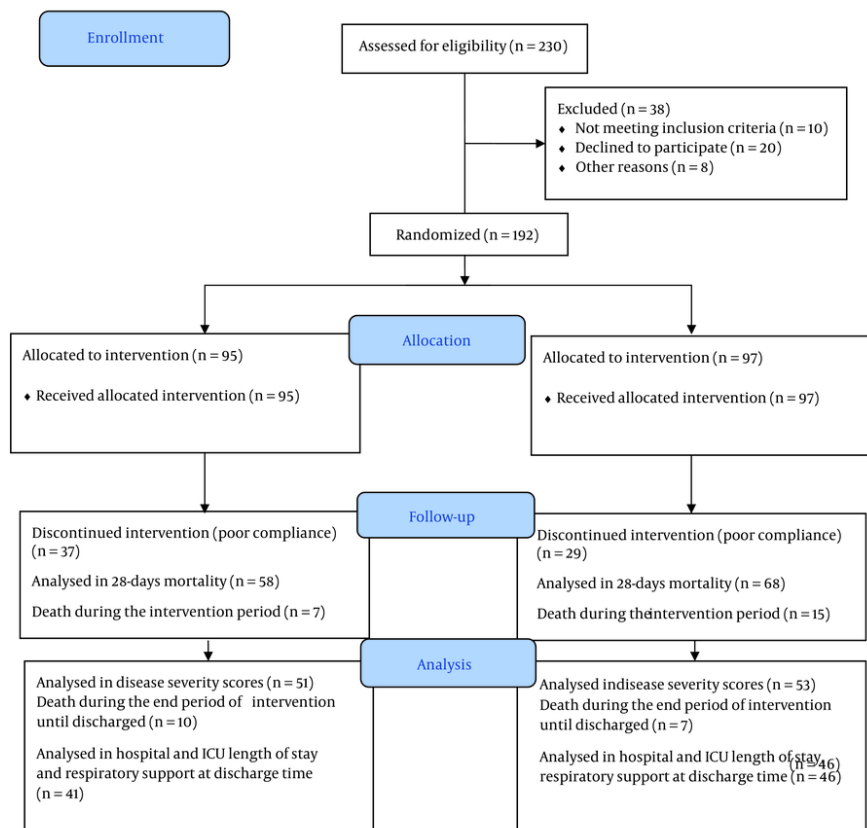 Enrollment
Assessed for eligibility (n = 230)
Excluded (n = 38)
♦ Not meeting inclusion criteria (n = 10)
♦ Declined to participate (n = 20)
♦ Other reasons (n = 8)
Randomized (n = 192)
Allocation
Allocated to intervention (n = 95)
♦ Received allocated intervention (n = 95)
Allocated to intervention (n = 97)
♦ Received allocated intervention (n = 97)
Follow-up
Discontinued intervention (poor compliance)
(n = 37)
Analysed in 28-days mortality (n = 58)
Death during the intervention period (n = 7)
Discontinued intervention (poor compliance)
(n = 29)
Analysed in 28-days mortality (n = 68)
Death during the intervention period (n = 15)
Analysis
Analysed in disease severity scores (n = 51)
Death during the end period of intervention
until discharged (n = 10)
Analysed in hospital and ICU length of stay
and respiratory support at discharge time
(n = 41)
Analysed indisease severity scores (n = 53)
Death during the end period of intervention
until discharged (n = 7)
Analysed in hospital and ICU length of stay,
(n = 46)
respiratory support at discharge time (n = 46)